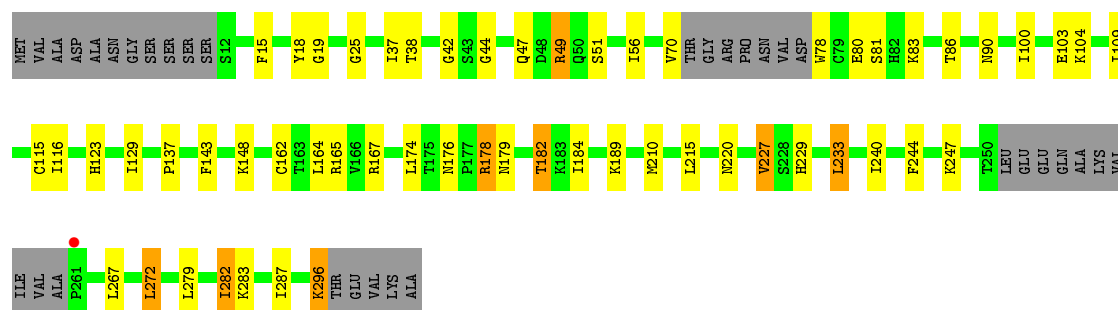 MET VAL ALA ASP ALA ASN GLY SER SER SER SER S12 F15 Y18 G19 G25 I37 T38 G42 S43 G44 Q47 D48 R49 Q50 S51 I56 V70 THR GLY ARG PRO ASN VAL ASP W78 C79 E80 S81 H82 K83 T86 N90 I100 E103 K104 I109
C115 I116 H123 I129 P137 F143 K148 C162 T163 L164 R165 V166 R167 L174 T175 N176 P177 R178 N179 T182 K183 I184 K189 M210 L215 N220 V227 S228 H229 L233 I240 F244 K247 T250 LEU GLU GLU GLN ALA LYS VAL
ILE VAL ALA P261 L267 L272 L279 I282 K283 I287 K296 THR GLU VAL LYS ALA